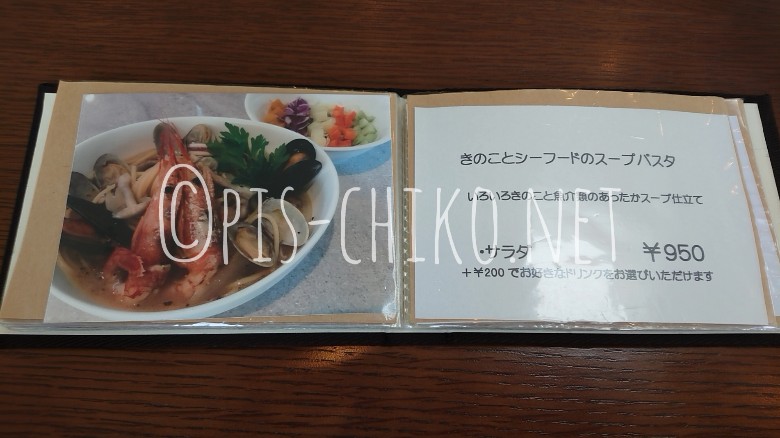 きのことシーフードのスープパスタ
いろいろきのこと魚介類のあったかスープ仕立て
・サラダ ￥950
＋￥200 でお好きなドリンクをお選びいただけます
©PIS-CHIKO.NET